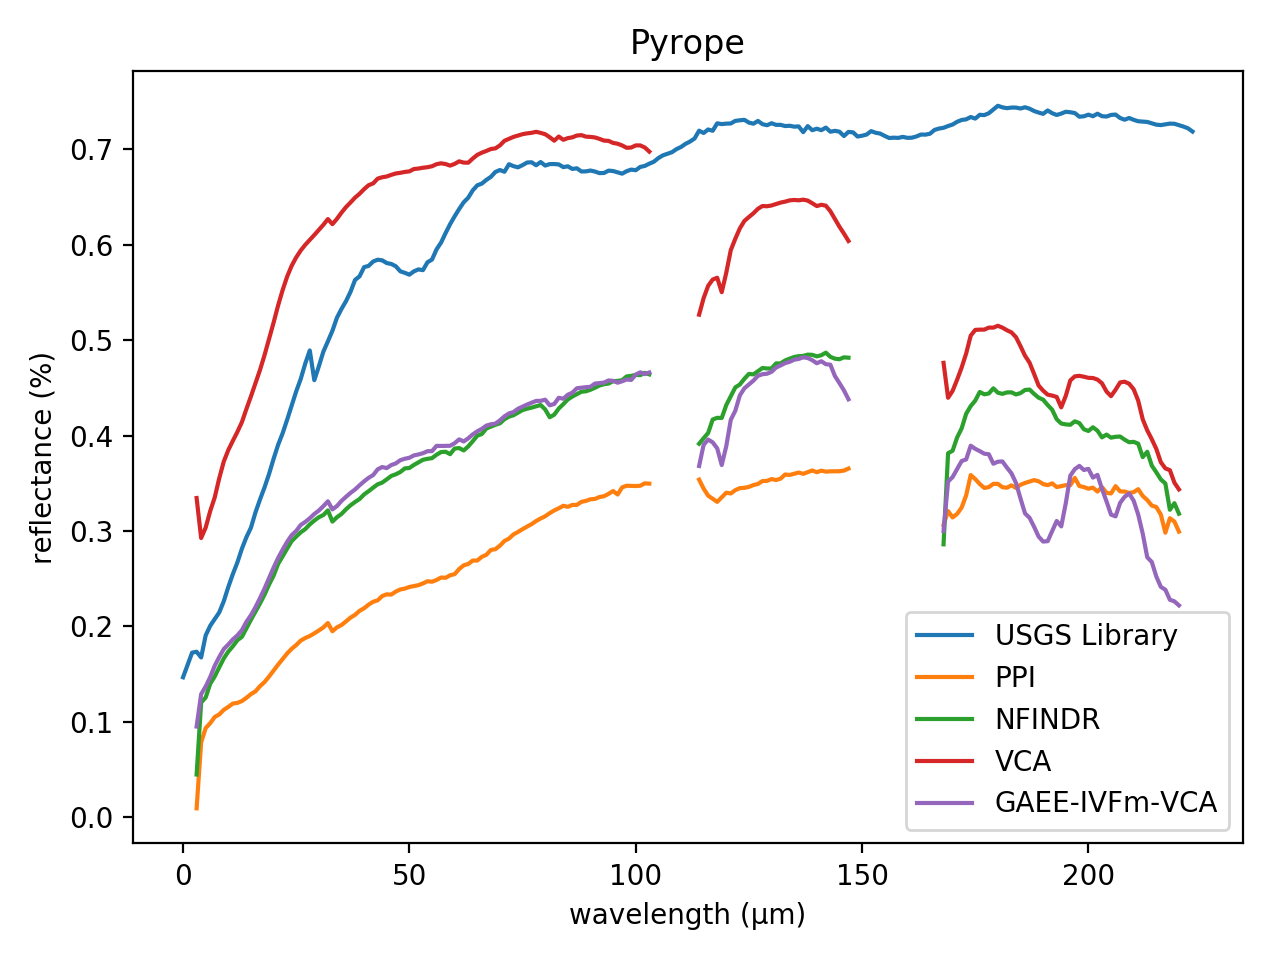 Pyrope
reflectance (%)
0.7
0.6
0.5
0.4
0.3
0.2
0.1
0.0
0 50 100 150 200
wavelength (μm)
USGS Library
PPI
NFINDR
VCA
GAEE-IVFm-VCA